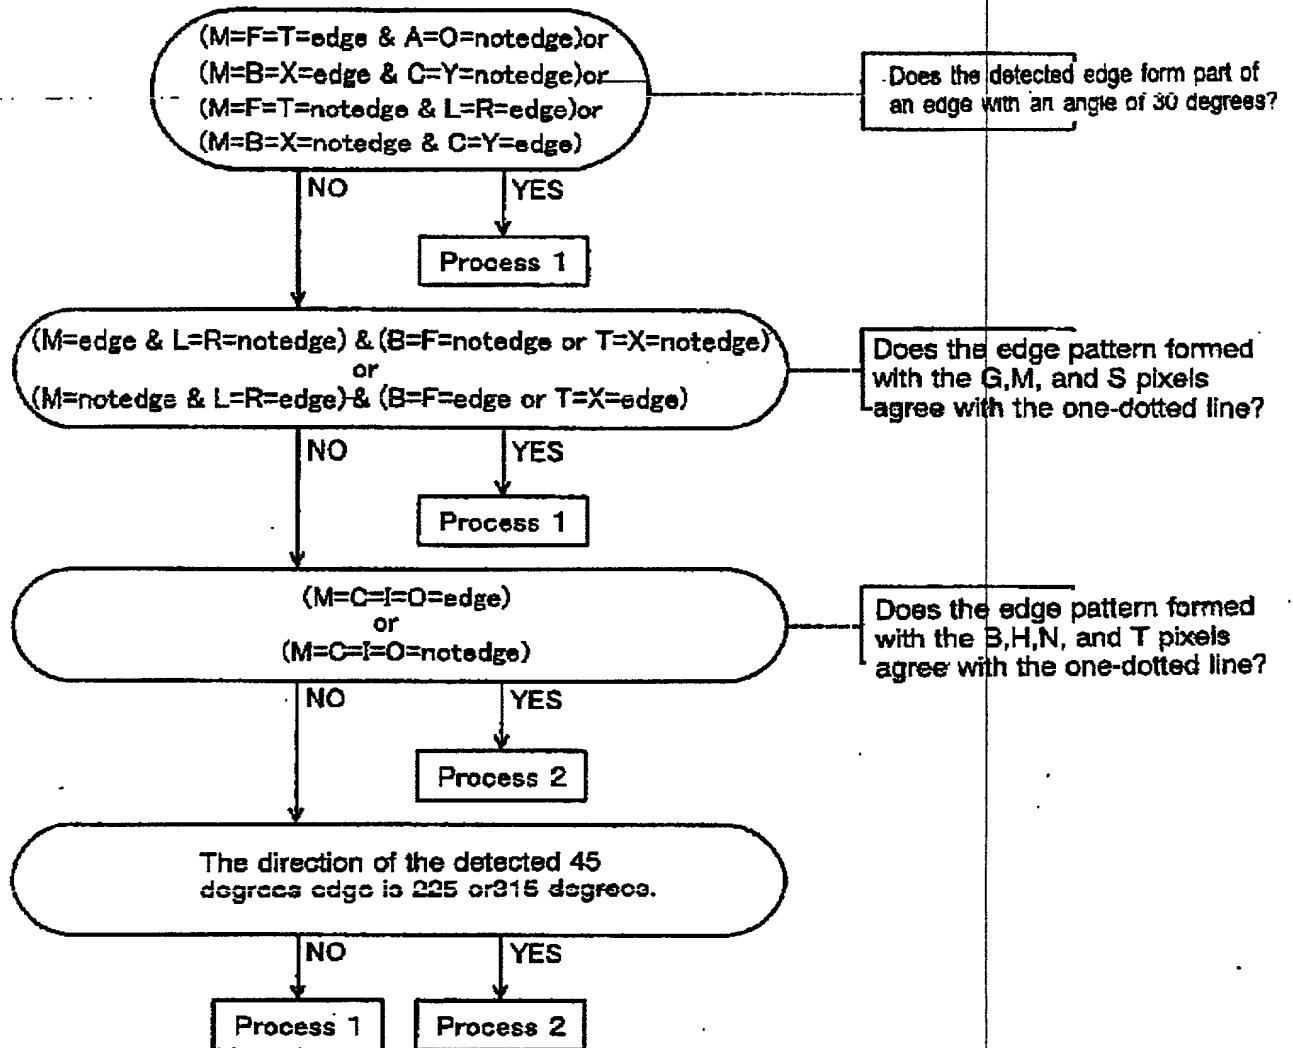 (M=F=T=edge & A=O=notedge)or
(M=B=X=edge & C=Y=notedge)or
(M=F=T=notedge & L=R=edge)or
(M=B=X=notedge & C=Y=edge)
Does the detected edge form part of
an edge with an angle of 30 degrees?
NO
YES
Process 1
(M=edge & L=R=notedge) & (B=F=notedge or T=X=notedge)
or
(M=notedge & L=R=edge) & (B=F=edge or T=X=edge)
Does the edge pattern formed
with the G,M, and S pixels
agree with the one-dotted line?
NO
YES
Process 1
(M=C=I=O=edge)
or
(M=C=I=O=notedge)
Does the edge pattern formed
with the B,H,N, and T pixels
agree with the one-dotted line?
NO
YES
Process 2
The direction of the detected 45
degrees edge is 225 or315 degrees.
NO
YES
Process 1
Process 2